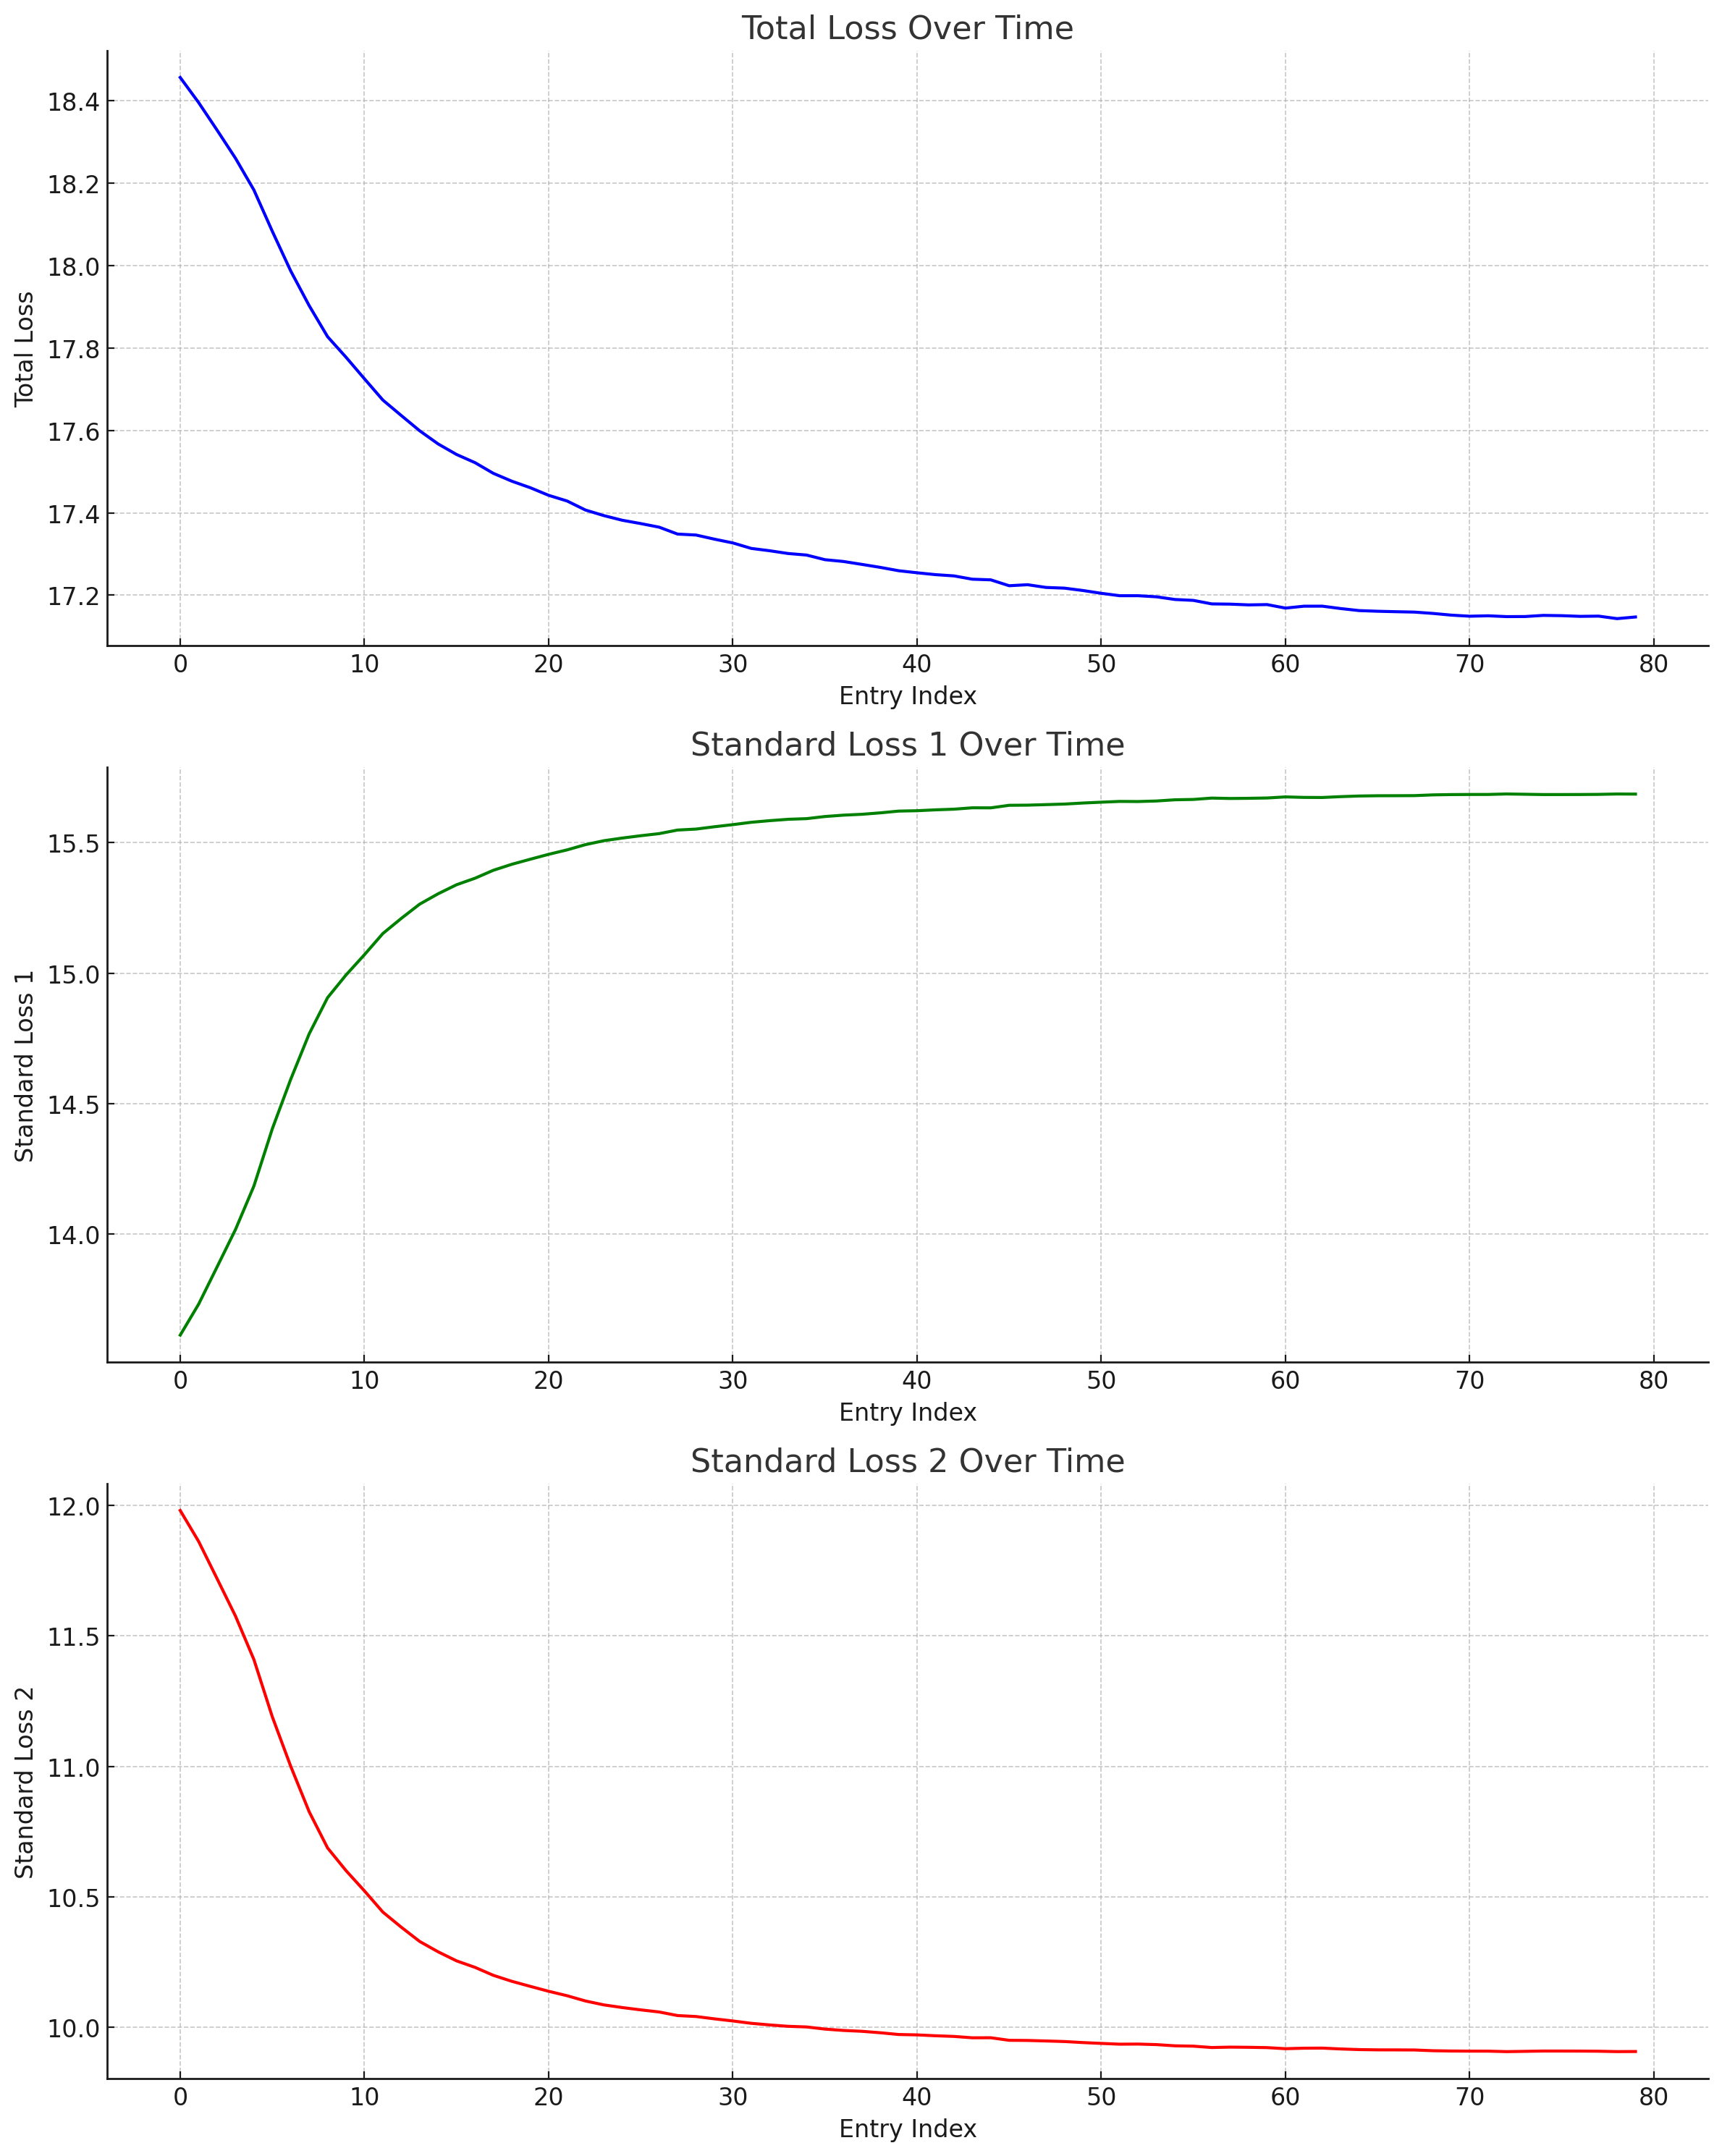 Total Loss Over Time
Total Loss
18.4
18.2
18.0
17.8
17.6
17.4
17.2
0 10 20 30 40 50 60 70 80
Entry Index
Standard Loss 1 Over Time
Standard Loss 1
15.5
15.0
14.5
14.0
0 10 20 30 40 50 60 70 80
Entry Index
Standard Loss 2 Over Time
Standard Loss 2
12.0
11.5
11.0
10.5
10.0
0 10 20 30 40 50 60 70 80
Entry Index